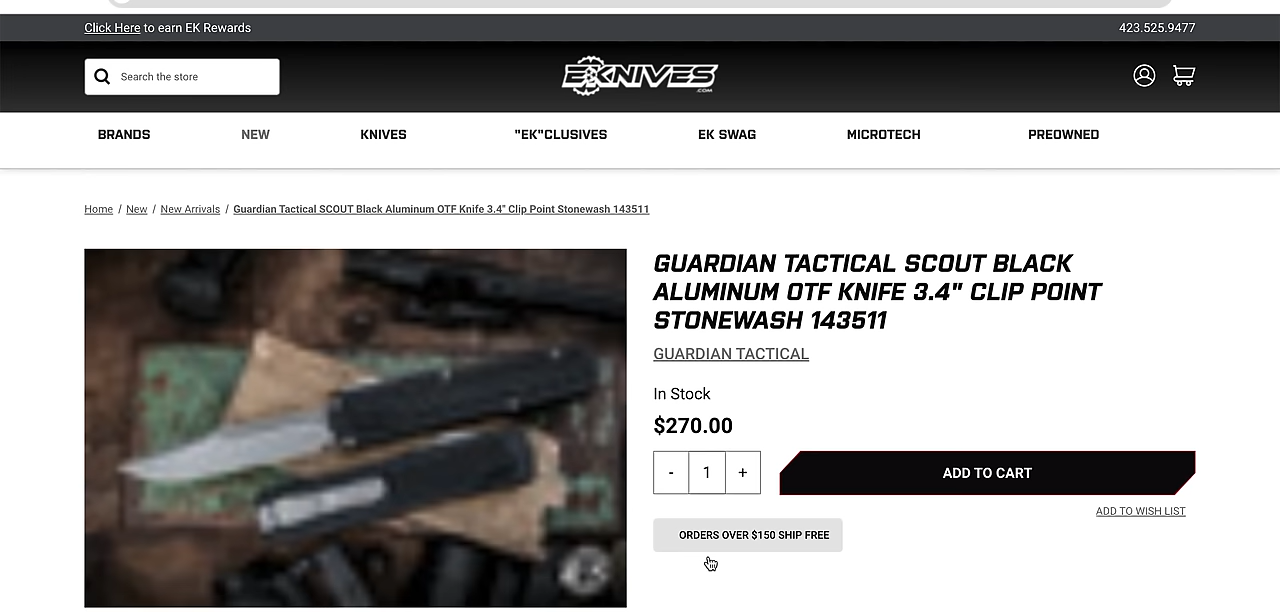 Click Here to earn EK Rewards
423.525.9477
Search the store
EKNIVES
.COM
BRANDS
NEW
KNIVES
"EK"CLUSIVES
EK SWAG
MICROTECH
PREOWNED
Home / New / New Arrivals / Guardian Tactical SCOUT Black Aluminum OTF Knife 3.4" Clip Point Stonewash 143511
GUARDIAN TACTICAL SCOUT BLACK
ALUMINUM OTF KNIFE 3.4" CLIP POINT
STONEWASH 143511
GUARDIAN TACTICAL
In Stock
$270.00
- 1 +
ADD TO CART
ADD TO WISH LIST
ORDERS OVER $150 SHIP FREE